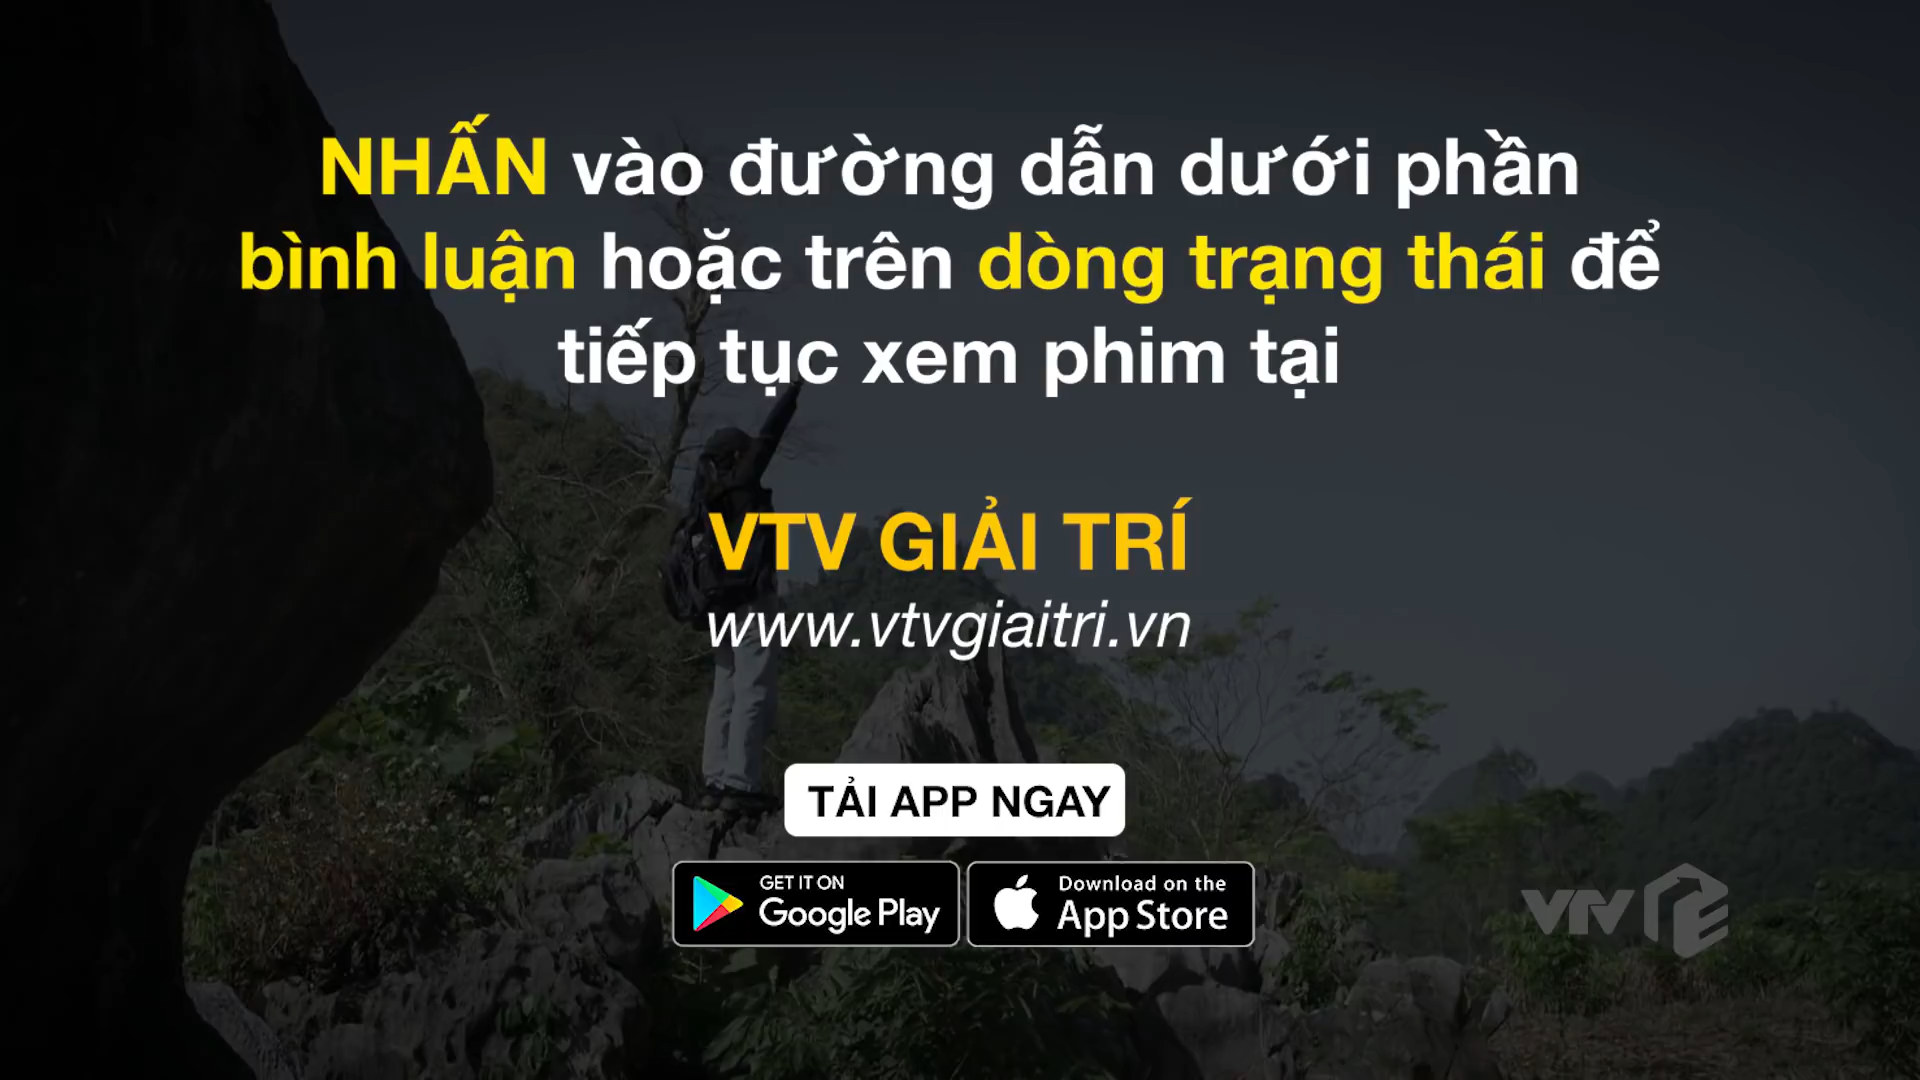 NHẤN vào đường dẫn dưới phần
bình luận hoặc trên dòng trạng thái để
tiếp tục xem phim tại
VTV GIẢI TRÍ
www.vtvgiaitri.vn
TẢI APP NGAY
GET IT ON
Google Play
Download on the
App Store
VTV